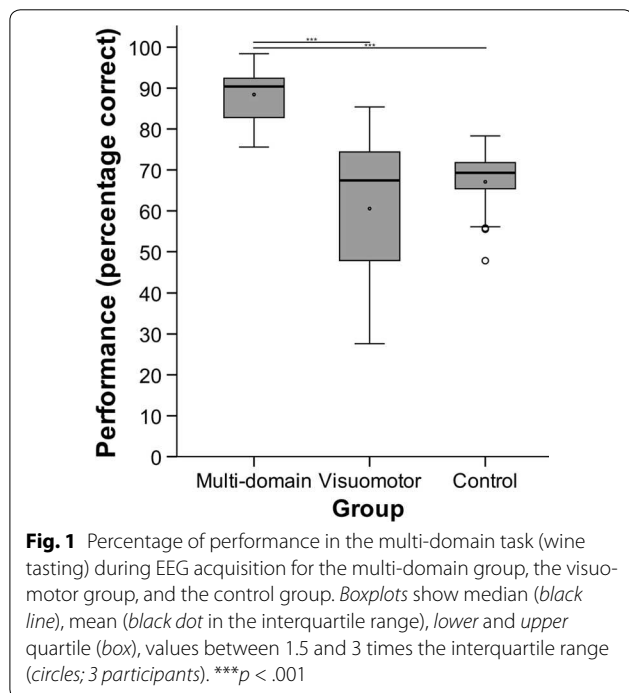 ***
***
100
90
80
70
60
50
40
30
20
10
0
Performance (percentage correct)
Multi-domain Visuomotor Control
Group
Fig. 1 Percentage of performance in the multi-domain task (wine
tasting) during EEG acquisition for the multi-domain group, the visuo-
motor group, and the control group. Boxplots show median (black
line), mean (black dot in the interquartile range), lower and upper
quartile (box), values between 1.5 and 3 times the interquartile range
(circles; 3 participants). ***p < .001